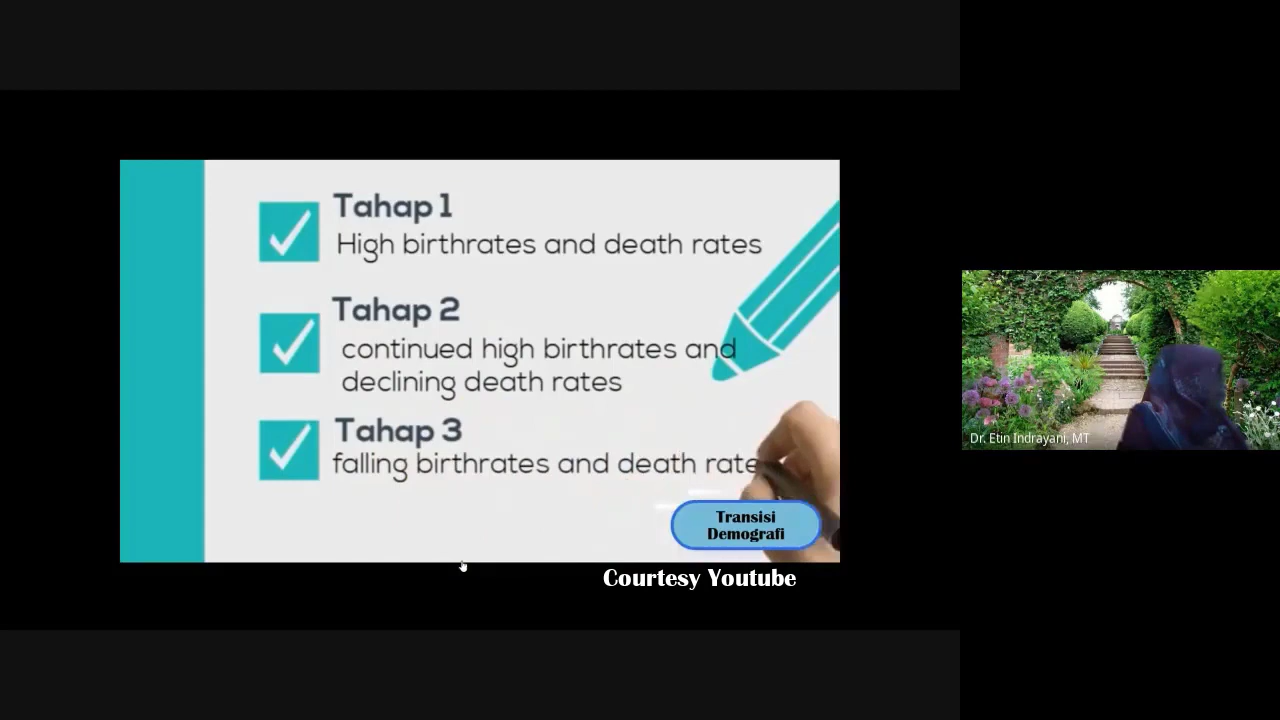 Tahap 1
High birthrates and death rates
Tahap 2
continued high birthrates and
declining death rates
Tahap 3
falling birthrates and death rate
Transisi
Demografi
Courtesy Youtube
Dr. Etin Indrayani, MT